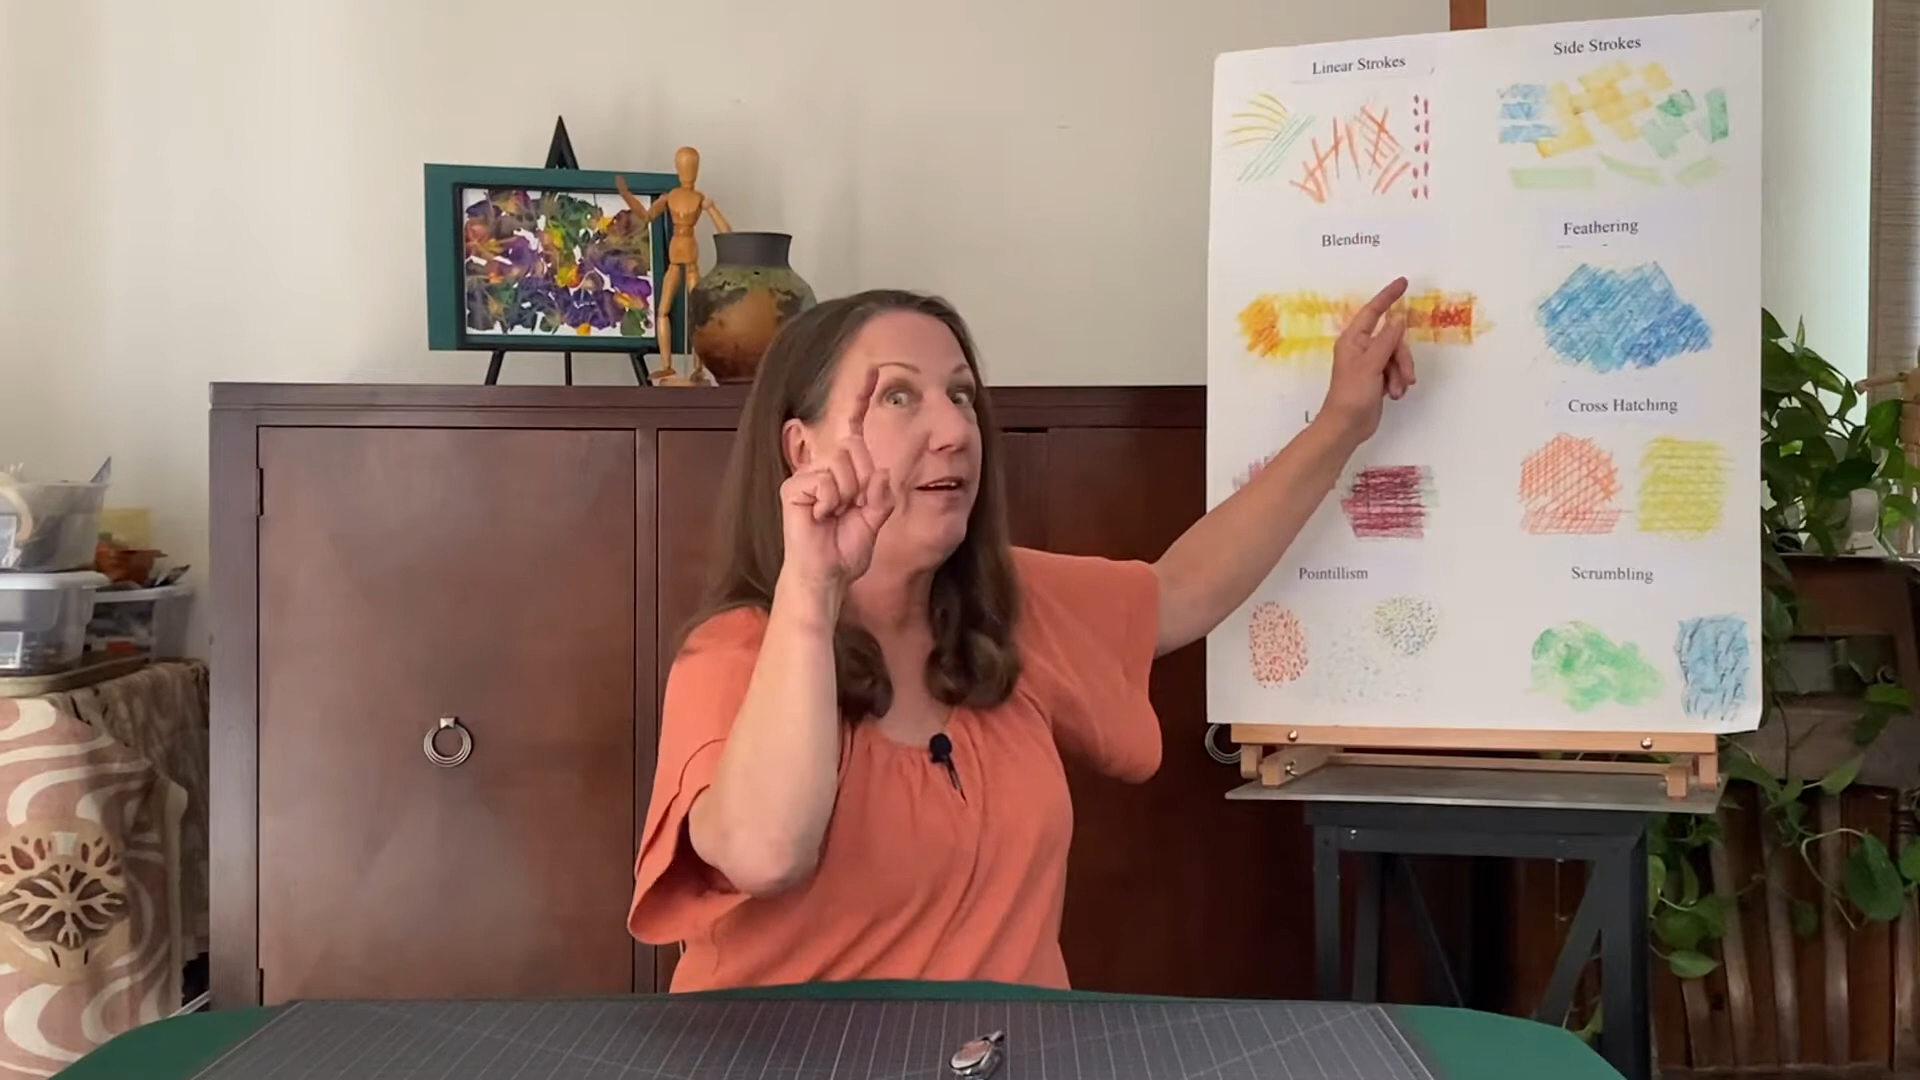 Linear Strokes
Side Strokes
Blending
Feathering
Cross Hatching
Pointillism
Scrumbling